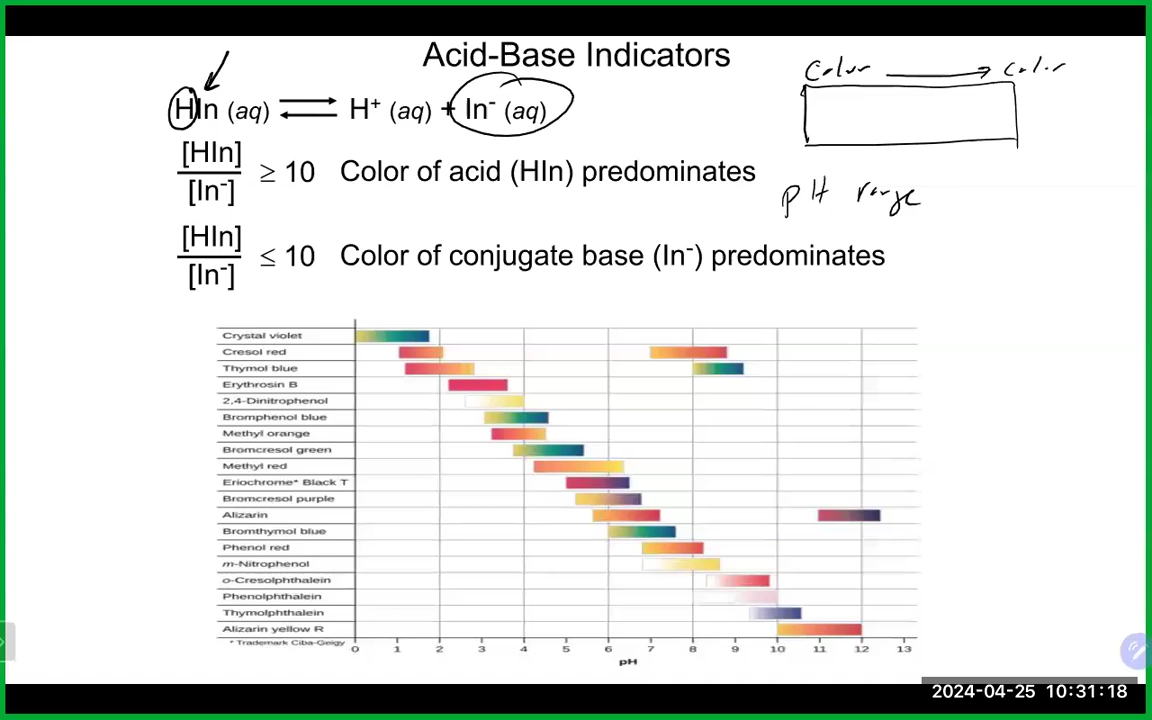 Acid-Base Indicators
Color → Color
HIn (aq) ⇌ H⁺ (aq) + In⁻ (aq)
[HIn]
[In⁻]
≥ 10 Color of acid (HIn) predominates
pH range
[HIn]
[In⁻]
≤ 10 Color of conjugate base (In⁻) predominates
Crystal violet
Cresol red
Thymol blue
Erythrosin B
2,4-Dinitrophenol
Bromphenol blue
Methyl orange
Bromcresol green
Methyl red
Eriochrome* Black T
Bromcresol purple
Alizarin
Bromthymol blue
Phenol red
m-Nitrophenol
o-Cresolphthalein
Phenolphthalein
Thymolphthalein
Alizarin yellow R
* Trademark Ciba-Geigy
0 1 2 3 4 5 6 7 8 9 10 11 12 13
pH
2024-04-25 10:31:18